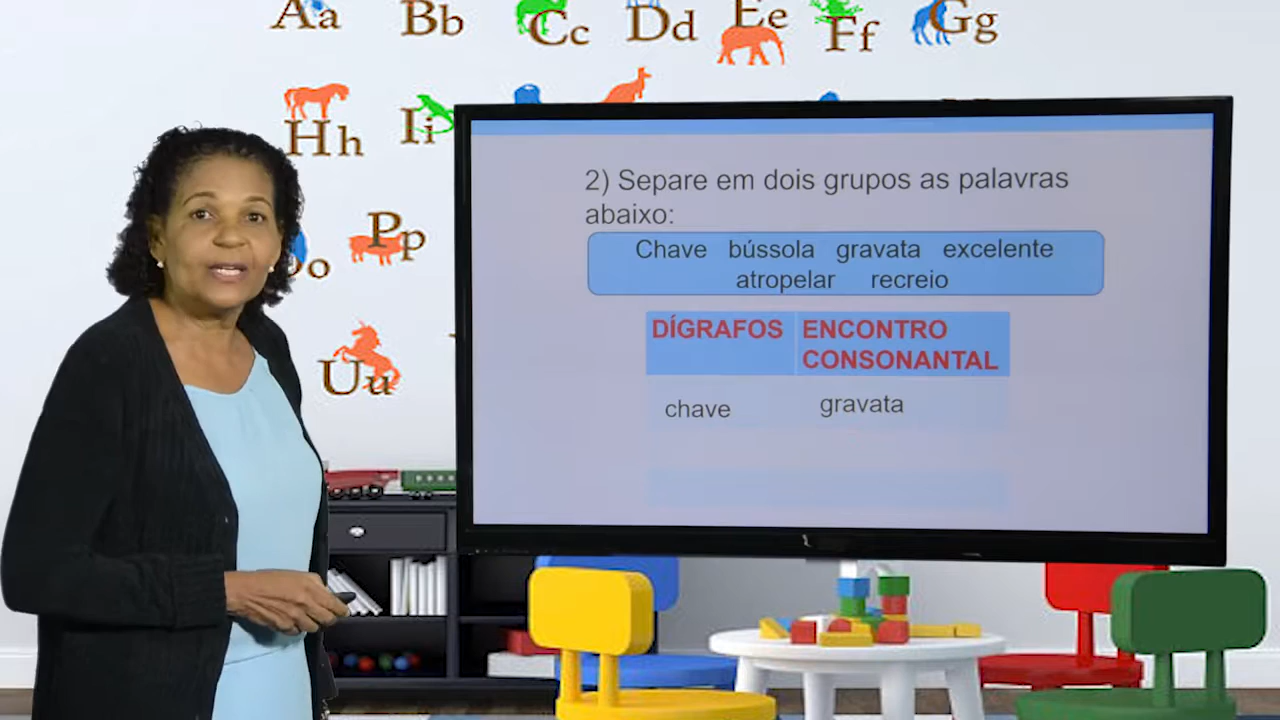 Aa Bb Cc Dd Ee Ff Gg
Hh Ii
Oo Pp
Uu
2) Separe em dois grupos as palavras
abaixo:
Chave bússola gravata excelente
atropelar recreio
DÍGRAFOS ENCONTRO
CONSONANTAL
chave gravata